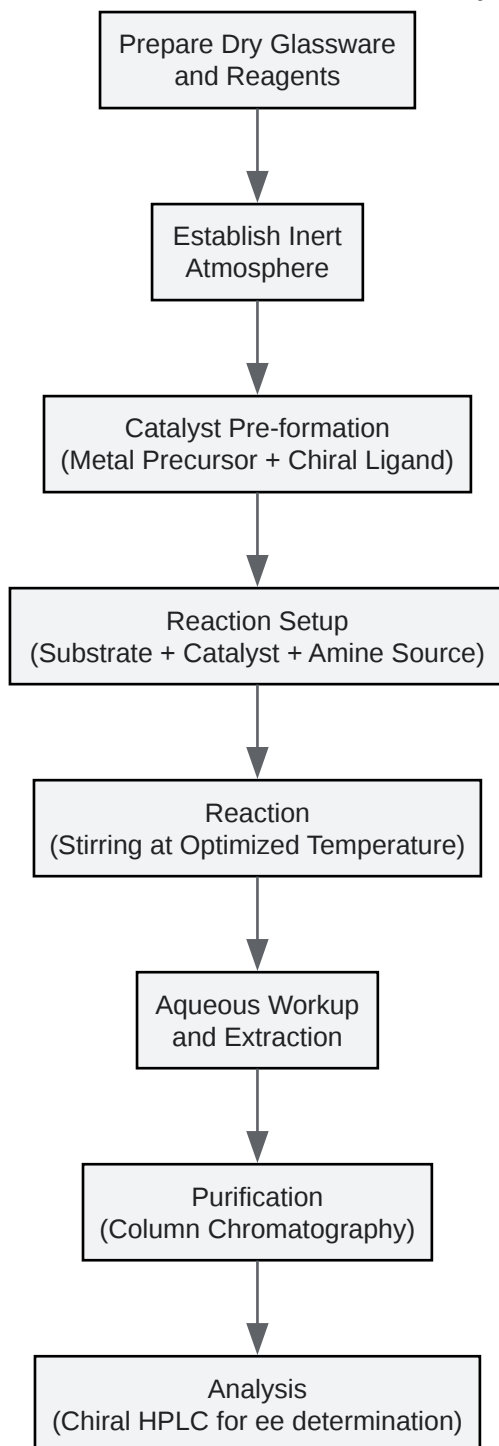 Prepare Dry Glassware
and Reagents
Establish Inert
Atmosphere
Catalyst Pre-formation
(Metal Precursor + Chiral Ligand)
Reaction Setup
(Substrate + Catalyst + Amine Source)
Reaction
(Stirring at Optimized Temperature)
Aqueous Workup
and Extraction
Purification
(Column Chromatography)
Analysis
(Chiral HPLC for ee determination)